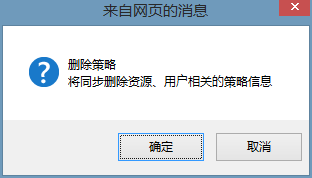 来自网页的消息
删除策略
将同步删除资源、用户相关的策略信息
确定
取消